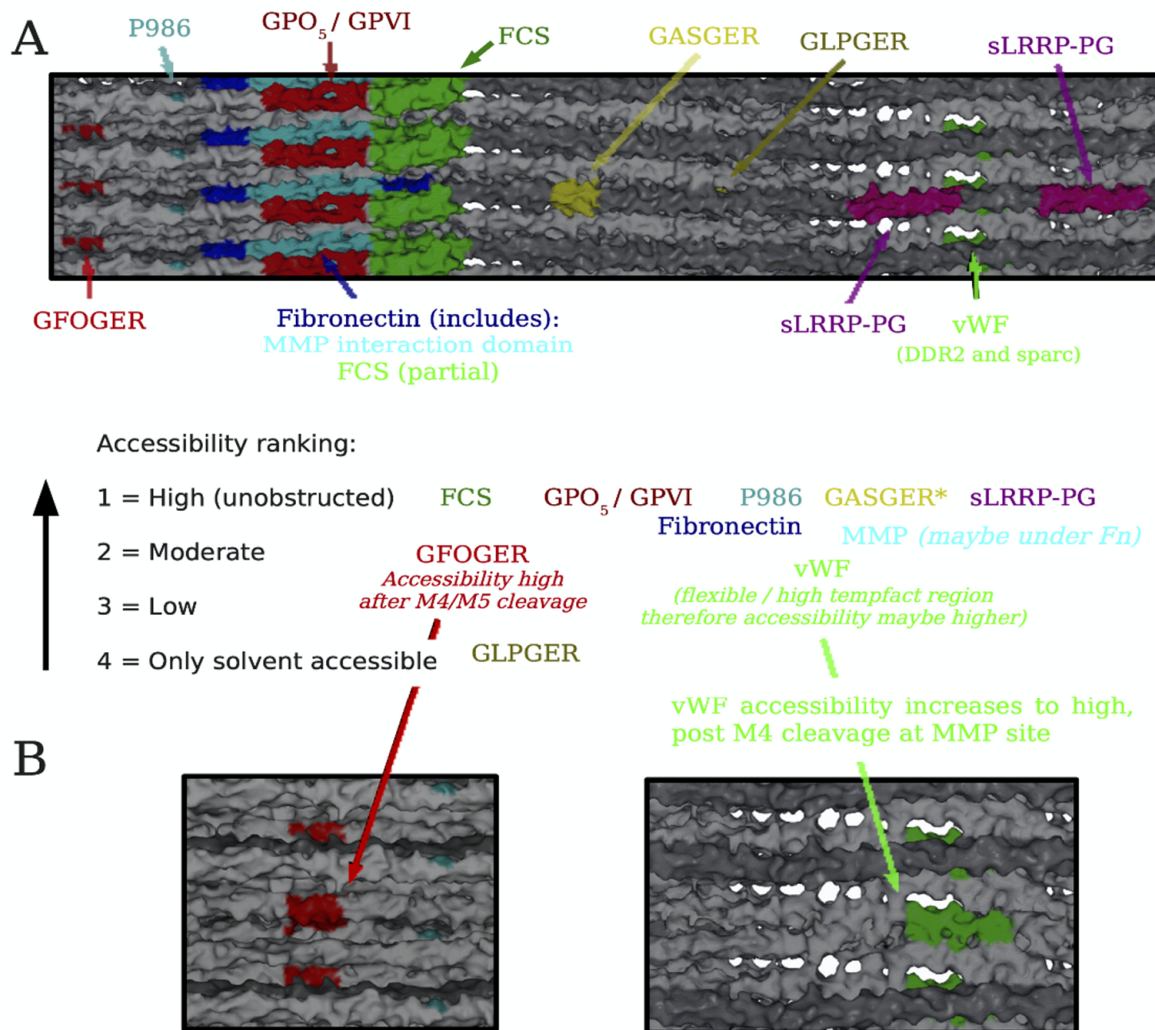 A
P986
GPO5 / GPVI
FCS
GASGER
GLPGER
sLRRP-PG
GFOGER
Fibronectin (includes):
MMP interaction domain
FCS (partial)
sLRRP-PG
vWF
(DDR2 and sparc)
Accessibility ranking:
1 = High (unobstructed)
FCS
GPO5 / GPVI
P986
GASGER*
sLRRP-PG
Fibronectin
MMP (maybe under Fn)
2 = Moderate
GFOGER
Accessibility high
after M4/M5 cleavage
vWF
(flexible / high tempfact region
therefore accessibility maybe higher)
3 = Low
4 = Only solvent accessible
GLPGER
vWF accessibility increases to high,
post M4 cleavage at MMP site
B